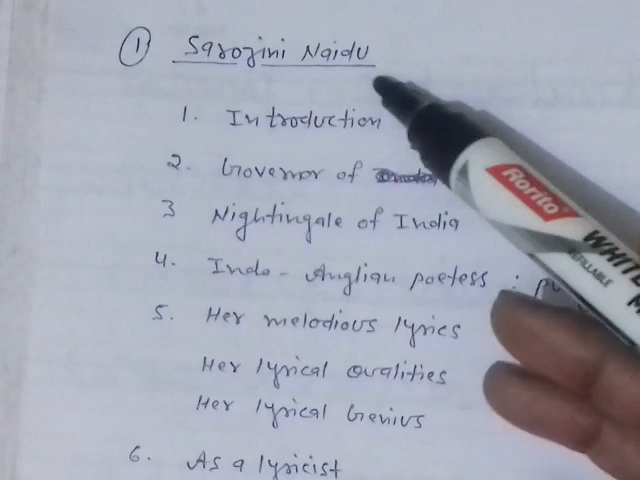 ① Sarojini Naidu
1. Introduction
2. Governor of
3 Nightingale of India
4. Indo-Anglian poetess :
5. Her melodious lyrics
Her lyrical Qualities
Her lyrical Genius
6. As a lyricist
Rorito
WHITE
REFILLABLE